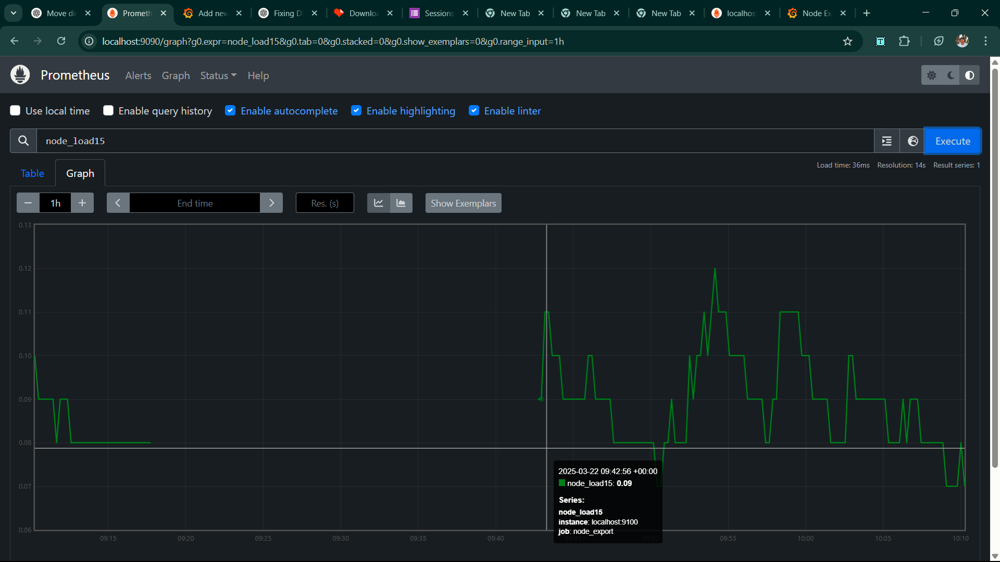 Move di
Prometh
Add new
Fixing D
Downloa
Sessions
New Tab
New Tab
New Tab
localhos
Node Ex
localhost:9090/graph?g0.expr=node_load15&g0.tab=0&g0.stacked=0&g0.show_exemplars=0&g0.range_input=1h
Prometheus Alerts Graph Status Help
Use local time Enable query history Enable autocomplete Enable highlighting Enable linter
node_load15 Execute
Load time: 36ms Resolution: 14s Result series: 1
Table Graph
1h End time Res. (s) Show Exemplars
0.13
0.12
0.11
0.10
0.09
0.08
0.07
0.06
2025-03-22 09:42:56 +00:00
node_load15: 0.09
Series:
node_load15
instance: localhost:9100
job: node_export
09:15 09:20 09:25 09:30 09:35 09:40 09:45 09:50 09:55 10:00 10:05 10:10